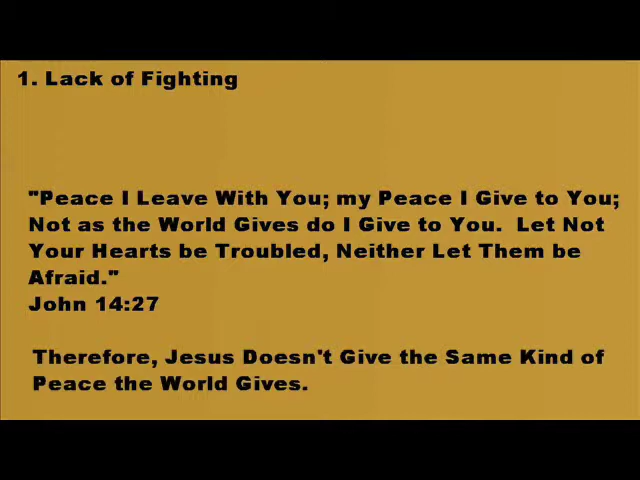 1. Lack of Fighting
"Peace I Leave With You; my Peace I Give to You;
Not as the World Gives do I Give to You.  Let Not
Your Hearts be Troubled, Neither Let Them be
Afraid."
John 14:27
Therefore, Jesus Doesn't Give the Same Kind of
Peace the World Gives.